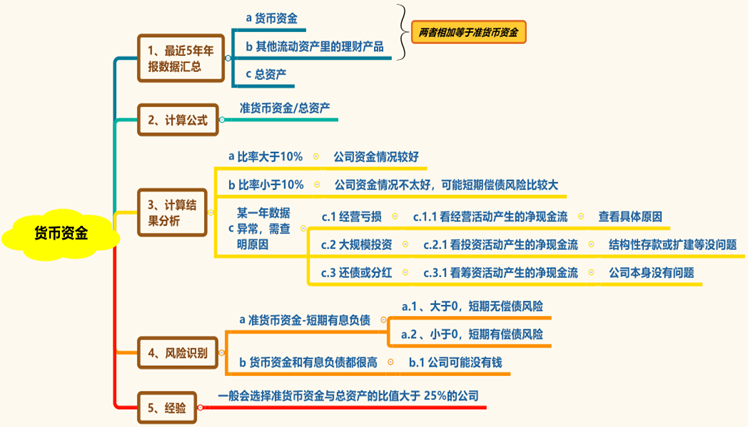 货币资金
1、最近5年年
报数据汇总
a 货币资金
b 其他流动资产里的理财产品
c 总资产
两者相加等于准货币资金
2、计算公式
准货币资金/总资产
3、计算结
果分析
a 比率大于10%
公司资金情况较好
b 比率小于10%
公司资金情况不太好，可能短期偿债风险比较大
某一年数据
c 异常，需查
明原因
c.1 经营亏损
c.1.1 看经营活动产生的净现金流
查看具体原因
c.2 大规模投资
c.2.1 看投资活动产生的净现金流
结构性存款或扩建等没问题
c.3 还债或分红
c.3.1 看筹资活动产生的净现金流
公司本身没有问题
4、风险识别
a 准货币资金-短期有息负债
a.1 、大于0，短期无偿债风险
a.2 、小于0，短期有偿债风险
b 货币资金和有息负债都很高
b.1 公司可能没有钱
5、经验
一般会选择准货币资金与总资产的比值大于 25%的公司